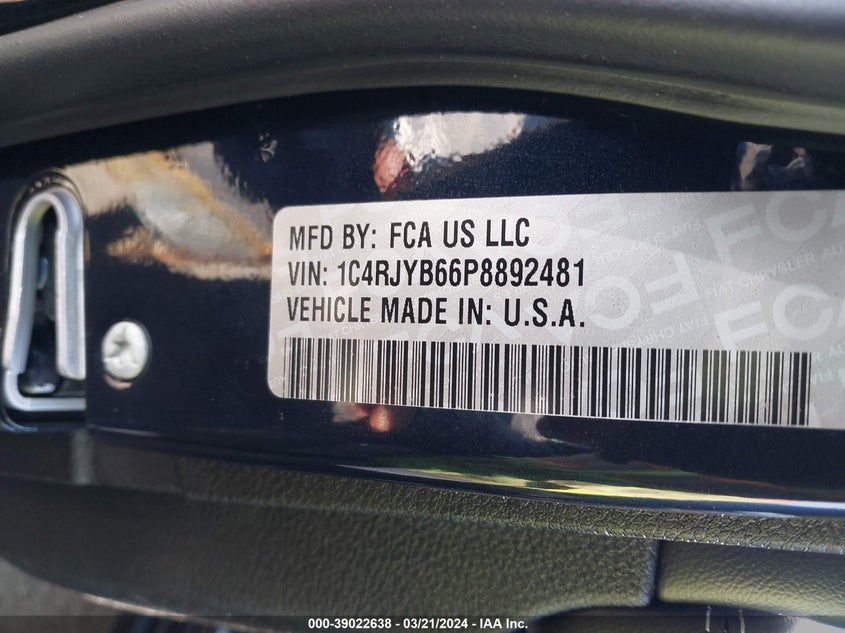 MFD BY: FCA US LLC
VIN: 1C4RJYB66P8892481
VEHICLE MADE IN: U.S.A.
000-39022638 - 03/21/2024 - IAA Inc.